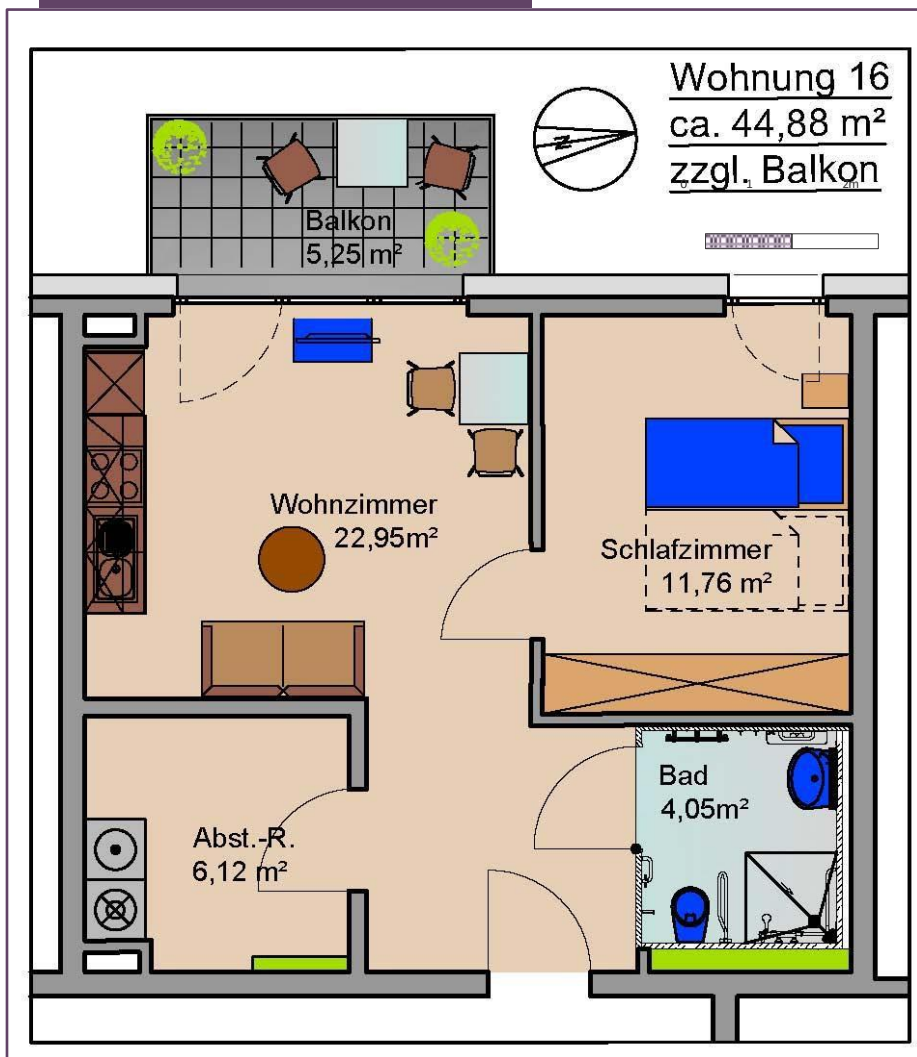 Wohnung 16
ca. 44,88 m²
zzgl. Balkon
0 1 2m
N
Balkon
5,25 m²
Wohnzimmer
22,95m²
Schlafzimmer
11,76 m²
Bad
4,05m²
Abst.-R.
6,12 m²